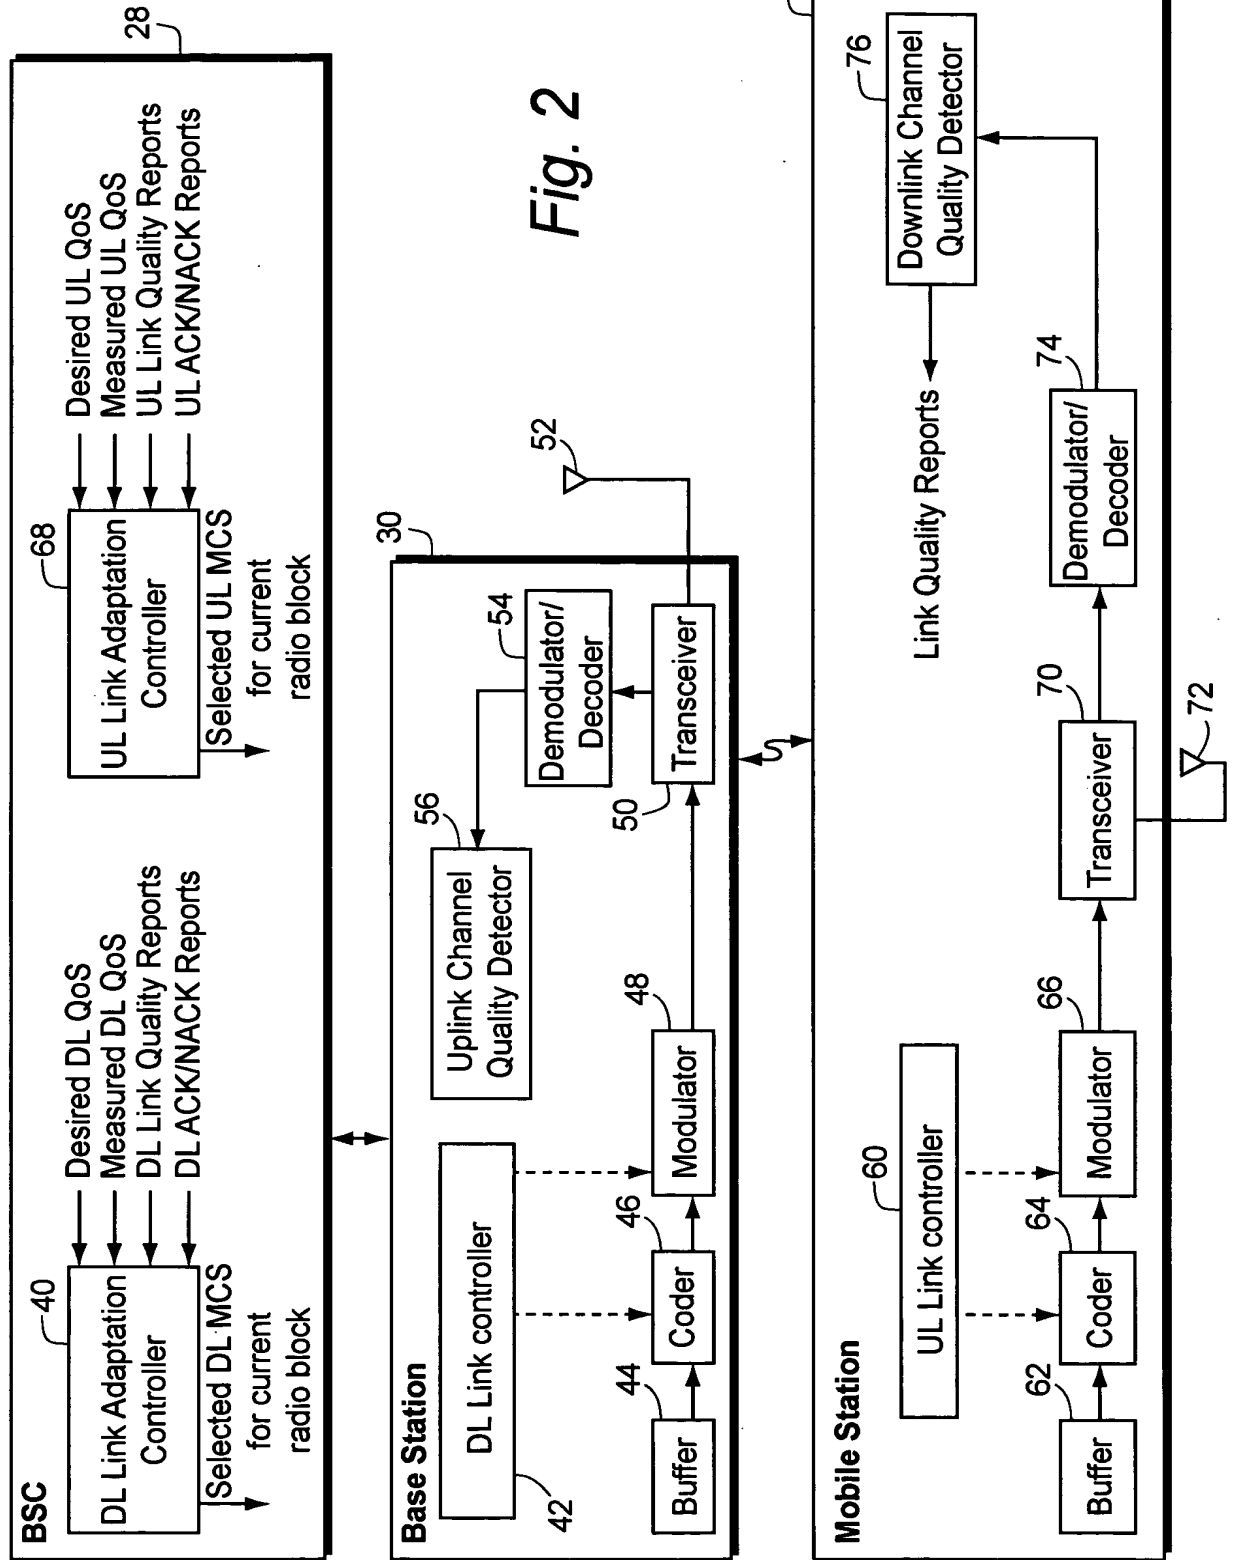 28
BSC
40
DL Link Adaptation
Controller
Desired DL QoS
Measured DL QoS
DL Link Quality Reports
DL ACK/NACK Reports
Selected DL MCS
for current
radio block
68
UL Link Adaptation
Controller
Desired UL QoS
Measured UL QoS
UL Link Quality Reports
UL ACK/NACK Reports
Selected UL MCS
for current
radio block
Fig. 2
Base Station
30
DL Link controller
42
Uplink Channel
Quality Detector
56
Demodulator/
Decoder
54
52
Buffer
44
Coder
46
Modulator
48
Transceiver
50
Mobile Station
UL Link controller
60
Link Quality Reports
Downlink Channel
Quality Detector
76
Buffer
62
Coder
64
Modulator
66
Transceiver
70
72
Demodulator/
Decoder
74